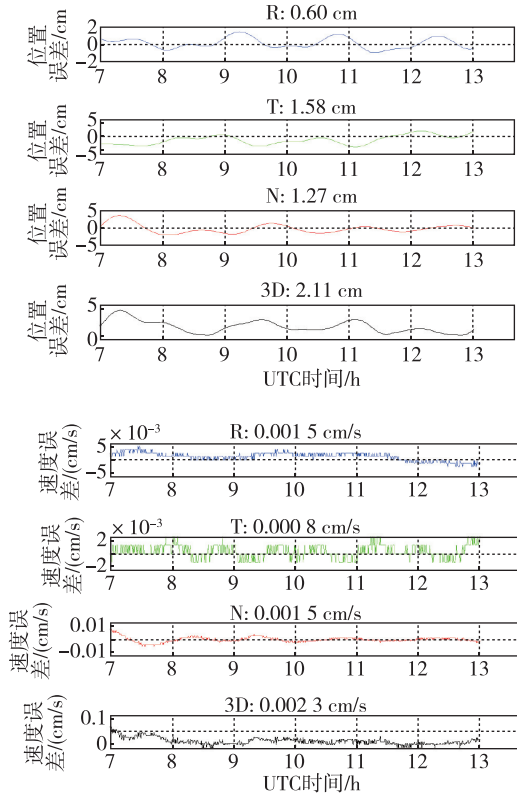 R: 0.60 cm
位置
误差/cm
2
0
−2
7 8 9 10 11 12 13
T: 1.58 cm
位置
误差/cm
5
0
−5
7 8 9 10 11 12 13
N: 1.27 cm
位置
误差/cm
5
0
−5
7 8 9 10 11 12 13
3D: 2.11 cm
位置
误差/cm
5
0
7 8 9 10 11 12 13
UTC时间/h
× 10⁻³
R: 0.001 5 cm/s
速度误
差/(cm/s)
5
−5
7 8 9 10 11 12 13
× 10⁻³
T: 0.000 8 cm/s
速度误
差/(cm/s)
2
−2
7 8 9 10 11 12 13
N: 0.001 5 cm/s
速度误
差/(cm/s)
0.01
−0.01
7 8 9 10 11 12 13
3D: 0.002 3 cm/s
速度误
差/(cm/s)
0.1
0
7 8 9 10 11 12 13
UTC时间/h